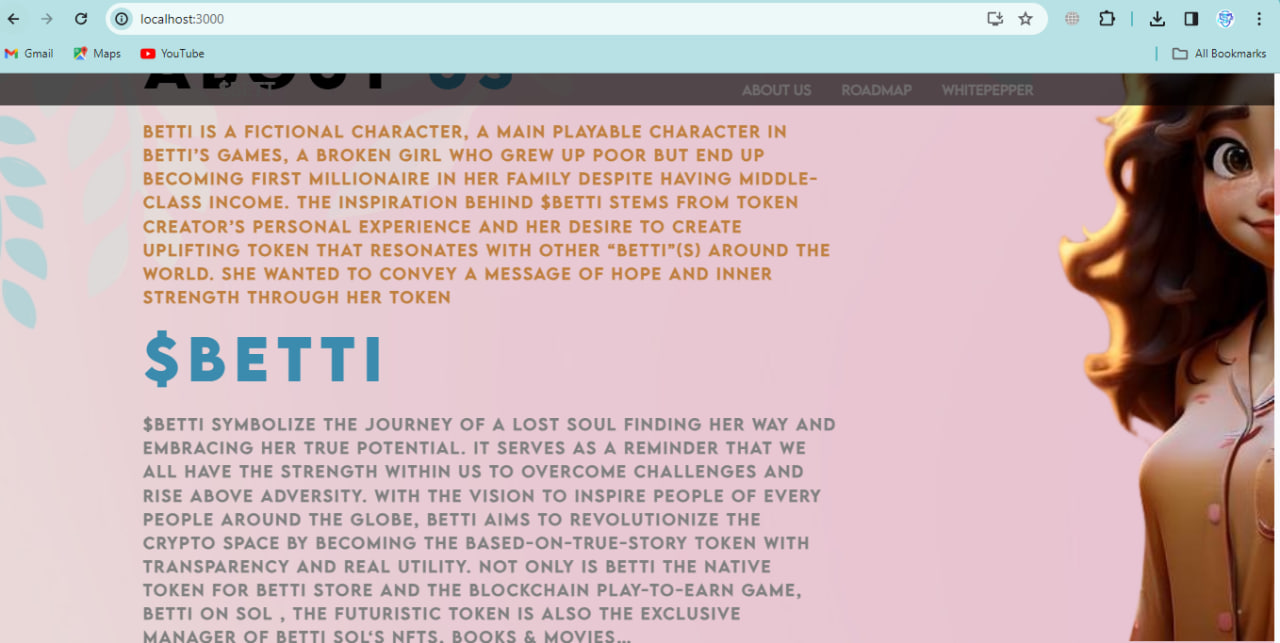 localhost:3000
Gmail Maps YouTube
All Bookmarks
ABOUT US
ABOUT US ROADMAP WHITEPEPPER
BETTI IS A FICTIONAL CHARACTER, A MAIN PLAYABLE CHARACTER IN
BETTI’S GAMES, A BROKEN GIRL WHO GREW UP POOR BUT END UP
BECOMING FIRST MILLIONAIRE IN HER FAMILY DESPITE HAVING MIDDLE-
CLASS INCOME. THE INSPIRATION BEHIND $BETTI STEMS FROM TOKEN
CREATOR’S PERSONAL EXPERIENCE AND HER DESIRE TO CREATE
UPLIFTING TOKEN THAT RESONATES WITH OTHER “BETTI”(S) AROUND THE
WORLD. SHE WANTED TO CONVEY A MESSAGE OF HOPE AND INNER
STRENGTH THROUGH HER TOKEN
$BETTI
$BETTI SYMBOLIZE THE JOURNEY OF A LOST SOUL FINDING HER WAY AND
EMBRACING HER TRUE POTENTIAL. IT SERVES AS A REMINDER THAT WE
ALL HAVE THE STRENGTH WITHIN US TO OVERCOME CHALLENGES AND
RISE ABOVE ADVERSITY. WITH THE VISION TO INSPIRE PEOPLE OF EVERY
PEOPLE AROUND THE GLOBE, BETTI AIMS TO REVOLUTIONIZE THE
CRYPTO SPACE BY BECOMING THE BASED-ON-TRUE-STORY TOKEN WITH
TRANSPARENCY AND REAL UTILITY. NOT ONLY IS BETTI THE NATIVE
TOKEN FOR BETTI STORE AND THE BLOCKCHAIN PLAY-TO-EARN GAME,
BETTI ON SOL , THE FUTURISTIC TOKEN IS ALSO THE EXCLUSIVE
MANAGER OF BETTI SOL‘S NFTS, BOOKS & MOVIES...